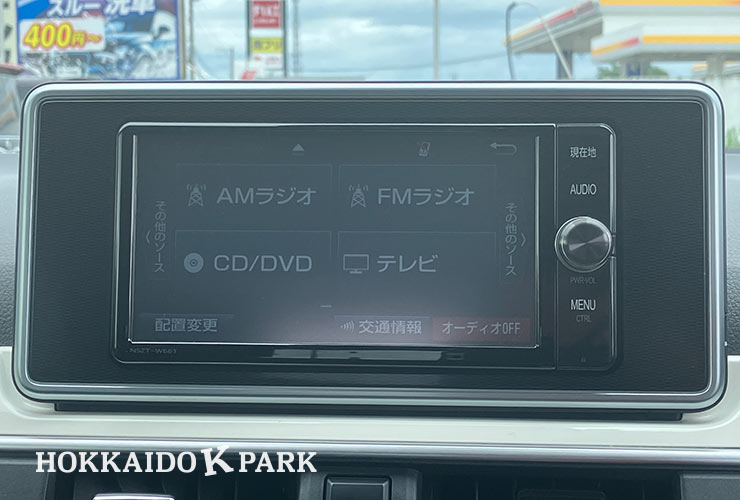 スルー洗車
400円〜
現在地
AUDIO
AMラジオ
FMラジオ
その他のソース
その他のソース
CD/DVD
テレビ
PWR·VOL
MENU
CTRL
配置変更
交通情報
オーディオOFF
NSZT-W66T
HOKKAIDO K PARK